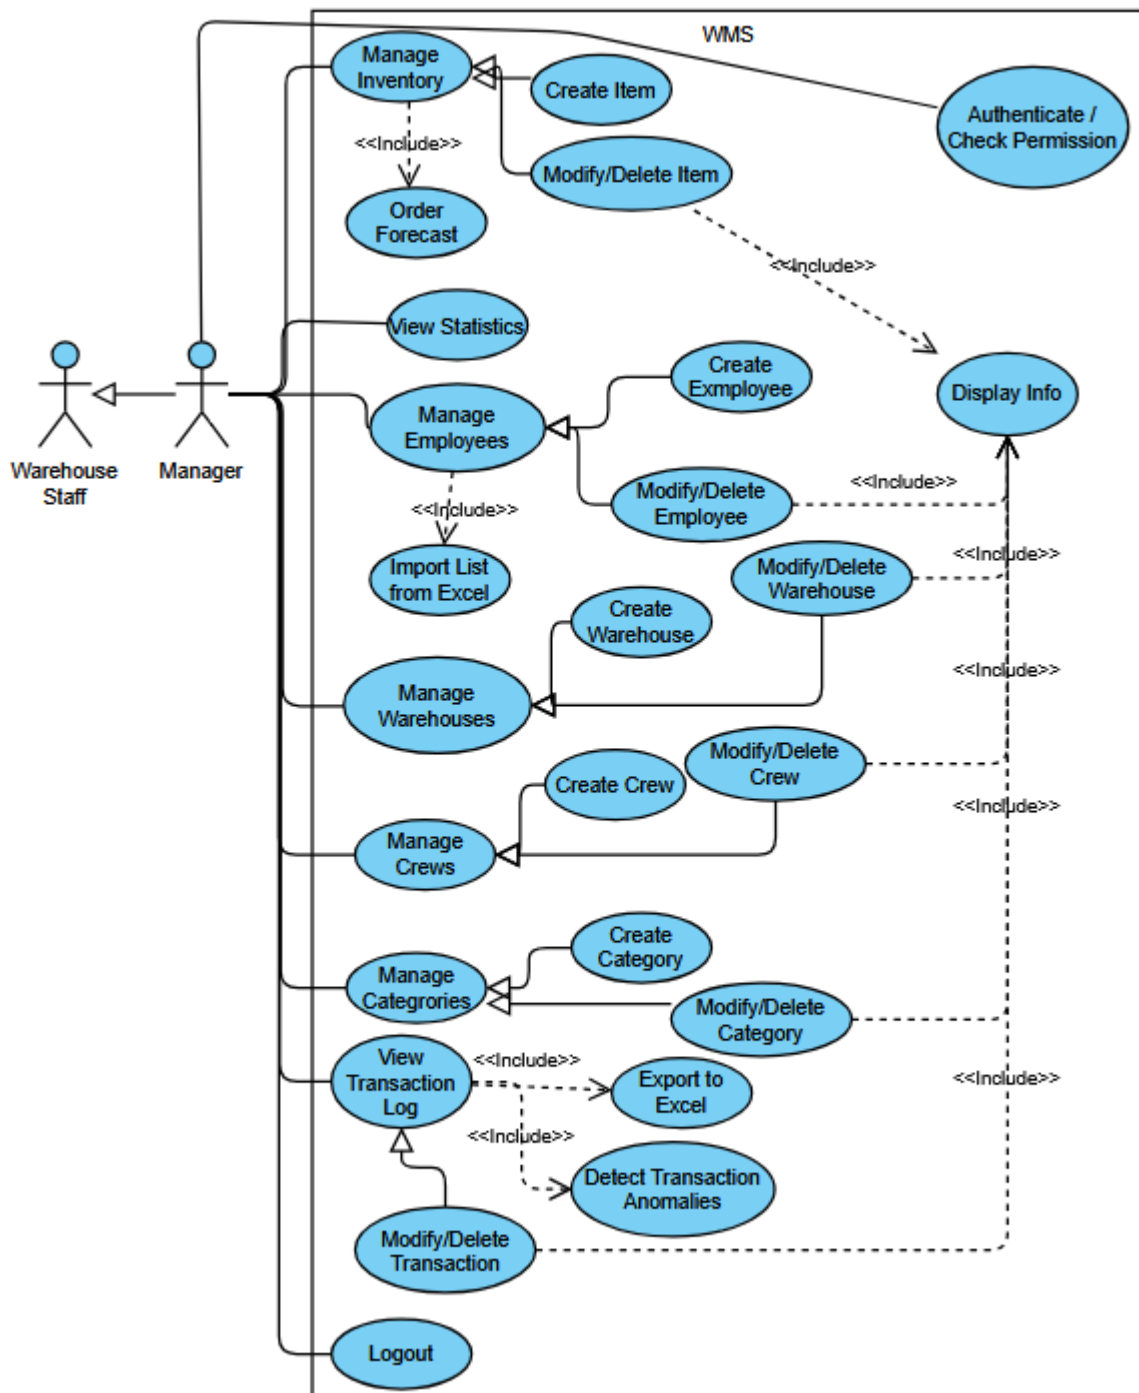 WMS
Manage
Inventory
Create Item
Authenticate /
Check Permission
<<Include>>
Modify/Delete Item
Order
Forecast
<<Include>>
View Statistics
Create
Exmployee
Display Info
Manage
Employees
Warehouse
Staff
Manager
<<Include>>
Modify/Delete
Employee
<<Include>>
Import List
from Excel
<<Include>>
Modify/Delete
Warehouse
Create
Warehouse
<<Include>>
Manage
Warehouses
Modify/Delete
Crew
Create Crew
<<Include>>
Manage
Crews
Create
Category
Manage
Categrories
Modify/Delete
Category
View
Transaction
Log
<<Include>>
Export to
Excel
<<Include>>
<<Include>>
Detect Transaction
Anomalies
Modify/Delete
Transaction
Logout